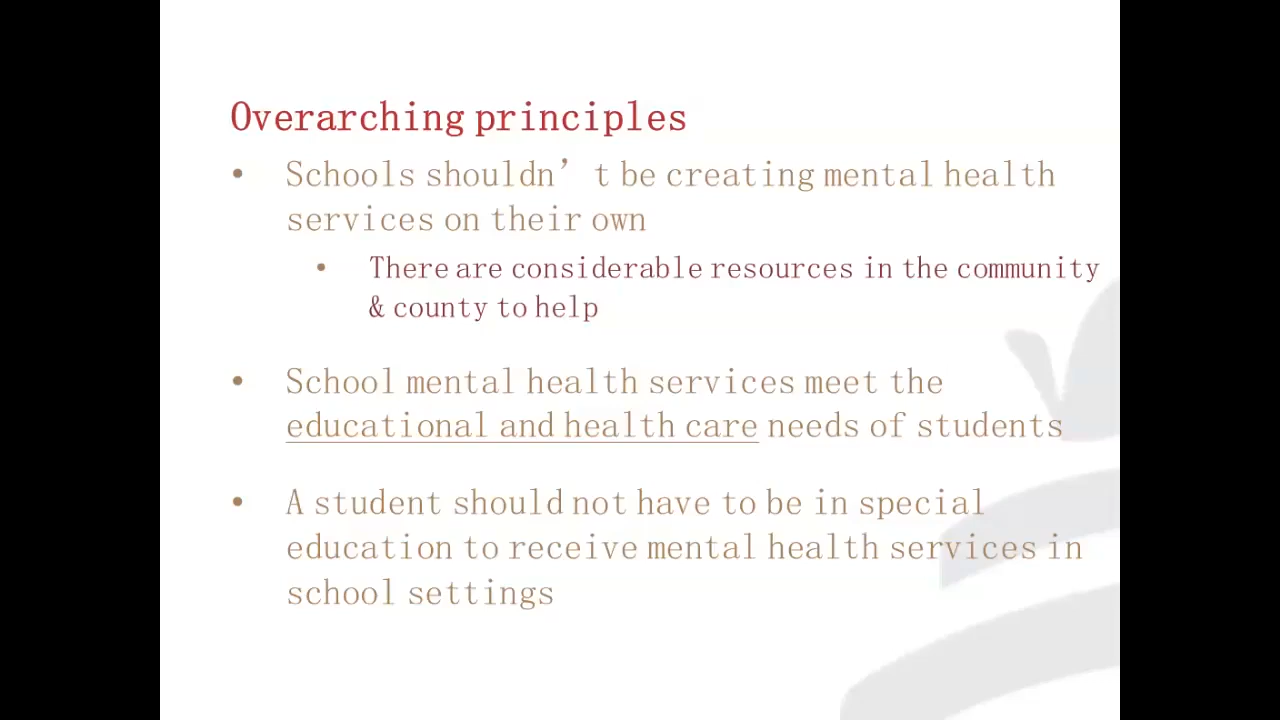 Overarching principles
• Schools shouldn’t be creating mental health
services on their own
• There are considerable resources in the community
& county to help
• School mental health services meet the
educational and health care needs of students
• A student should not have to be in special
education to receive mental health services in
school settings